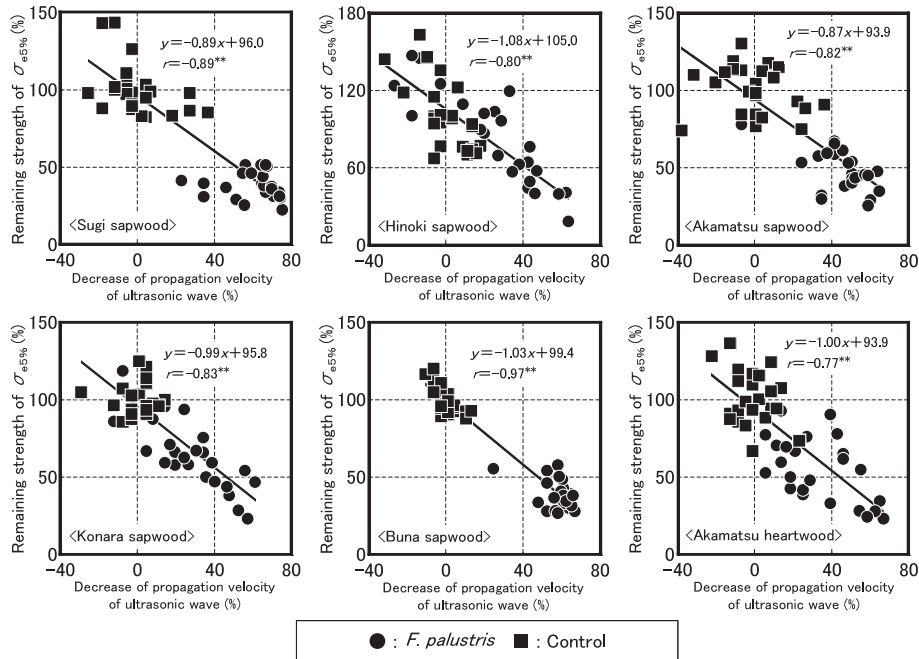 150
100
50
0
Remaining strength of σe5% (%)
y=-0.89x+96.0
r=-0.89**
<Sugi sapwood>
-40 0 40 80
Decrease of propagation velocity
of ultrasonic wave (%)
180
120
60
0
Remaining strength of σe5% (%)
y=-1.08x+105.0
r=-0.80**
<Hinoki sapwood>
-40 0 40 80
Decrease of propagation velocity
of ultrasonic wave (%)
150
100
50
0
Remaining strength of σe5% (%)
y=-0.87x+93.9
r=-0.82**
<Akamatsu sapwood>
-40 0 40 80
Decrease of propagation velocity
of ultrasonic wave (%)
150
100
50
0
Remaining strength of σe5% (%)
y=-0.99x+95.8
r=-0.83**
<Konara sapwood>
-40 0 40 80
Decrease of propagation velocity
of ultrasonic wave (%)
150
100
50
0
Remaining strength of σe5% (%)
y=-1.03x+99.4
r=-0.97**
<Buna sapwood>
-40 0 40 80
Decrease of propagation velocity
of ultrasonic wave (%)
150
100
50
0
Remaining strength of σe5% (%)
y=-1.00x+93.9
r=-0.77**
<Akamatsu heartwood>
-40 0 40 80
Decrease of propagation velocity
of ultrasonic wave (%)
● : F. palustris ■ : Control